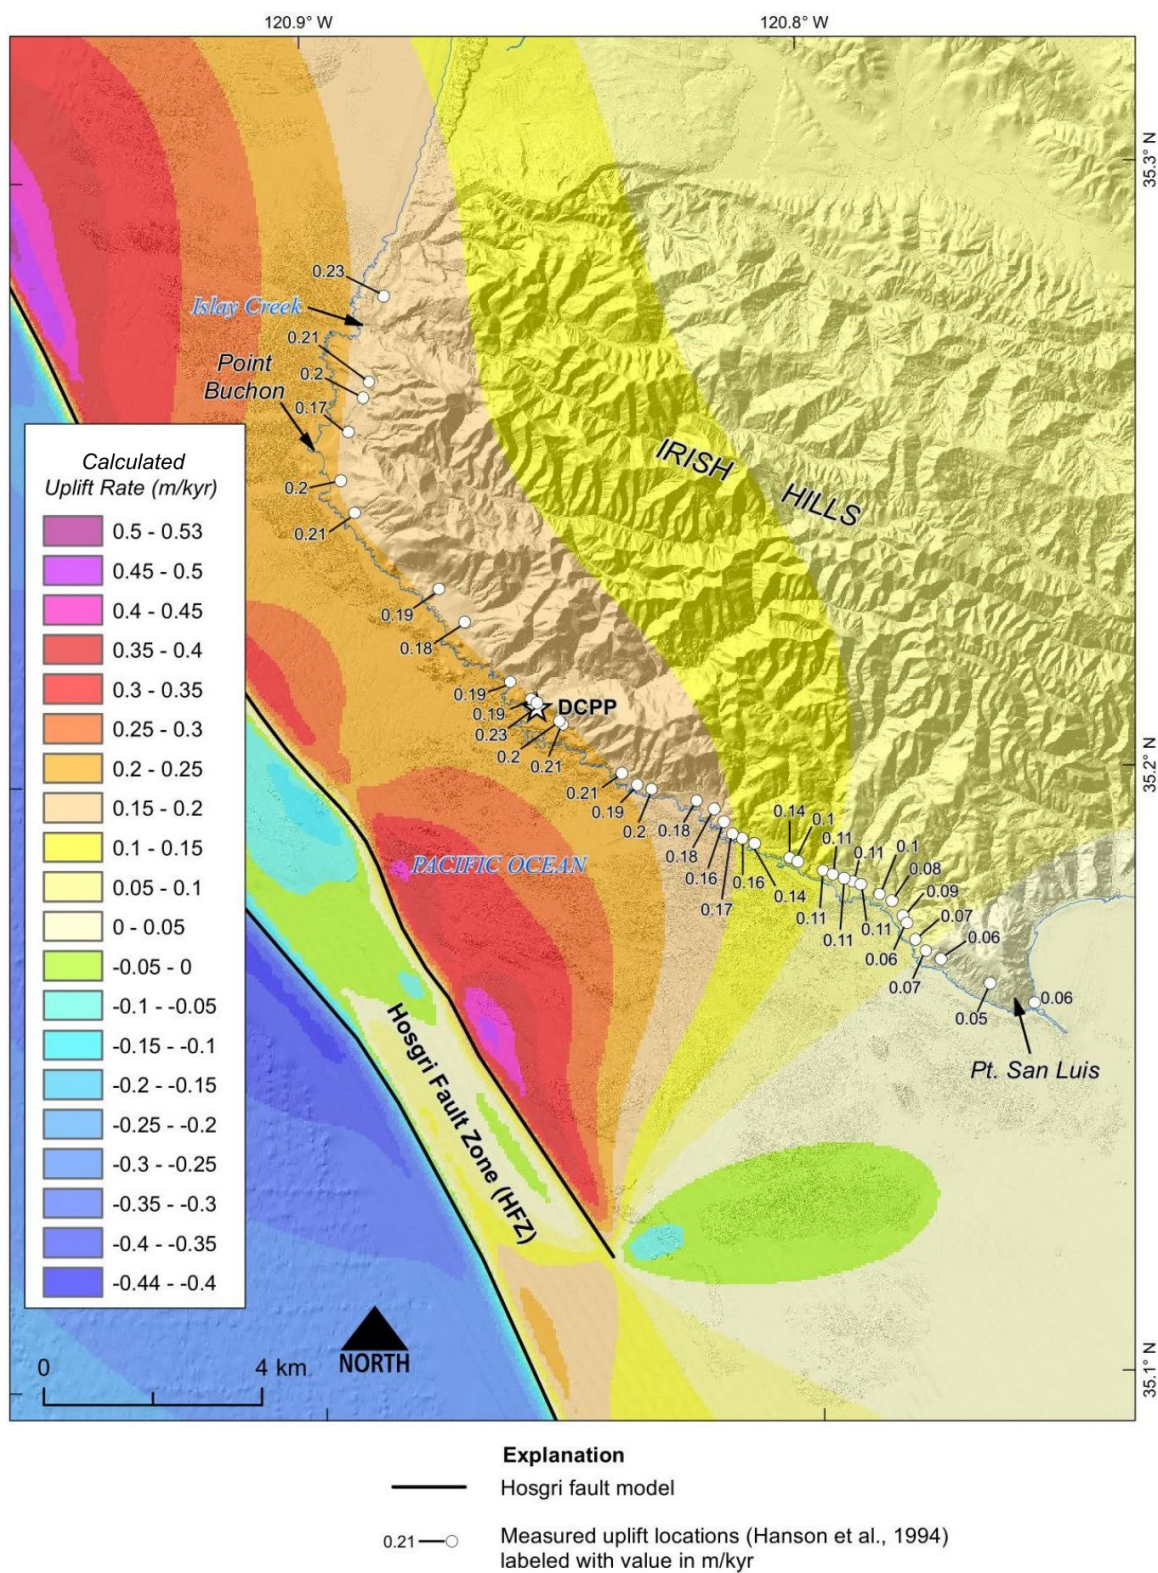 120.9° W
120.8° W
35.3° N
0.23
Islay Creek
0.21
Point
Buchon
0.2
0.17
0.2
0.21
IRISH
HILLS
Calculated
Uplift Rate (m/kyr)
0.5 - 0.53
0.45 - 0.5
0.4 - 0.45
0.35 - 0.4
0.3 - 0.35
0.25 - 0.3
0.2 - 0.25
0.15 - 0.2
0.1 - 0.15
0.05 - 0.1
0 - 0.05
-0.05 - 0
-0.1 - -0.05
-0.15 - -0.1
-0.2 - -0.15
-0.25 - -0.2
-0.3 - -0.25
-0.35 - -0.3
-0.4 - -0.35
-0.44 - -0.4
0.19
0.18
0.19
0.19
0.23
DCPP
0.2
0.21
35.2° N
0.21
0.19
0.2
0.18
0.18
0.16
0.17
0.16
0.14
0.14
0.1
0.11
0.11
0.11
0.11
0.11
0.1
0.08
0.09
0.06
0.07
0.07
0.06
0.05
0.06
PACIFIC OCEAN
Pt. San Luis
Hosgri Fault Zone (HFZ)
0
4 km
NORTH
35.1° N
Explanation
Hosgri fault model
0.21
Measured uplift locations (Hanson et al., 1994)
labeled with value in m/kyr